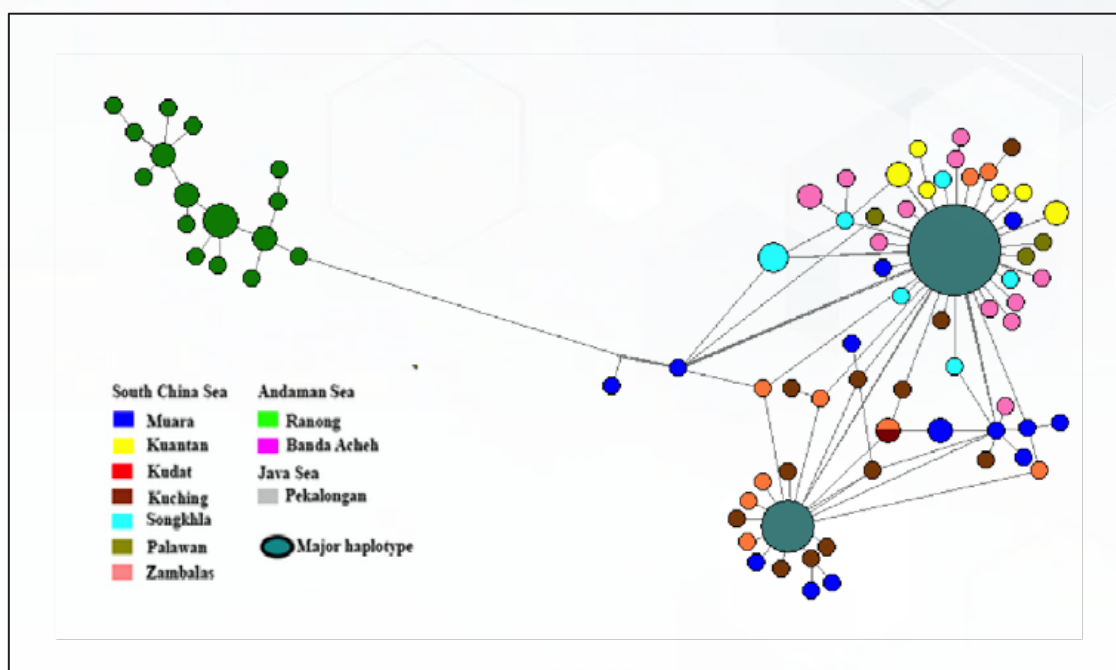 South China Sea
Muara
Kuantan
Kudat
Kuching
Songkhla
Palawan
Zambalas
Andaman Sea
Ranong
Banda Acheh
Java Sea
Pekalongan
Major haplotype